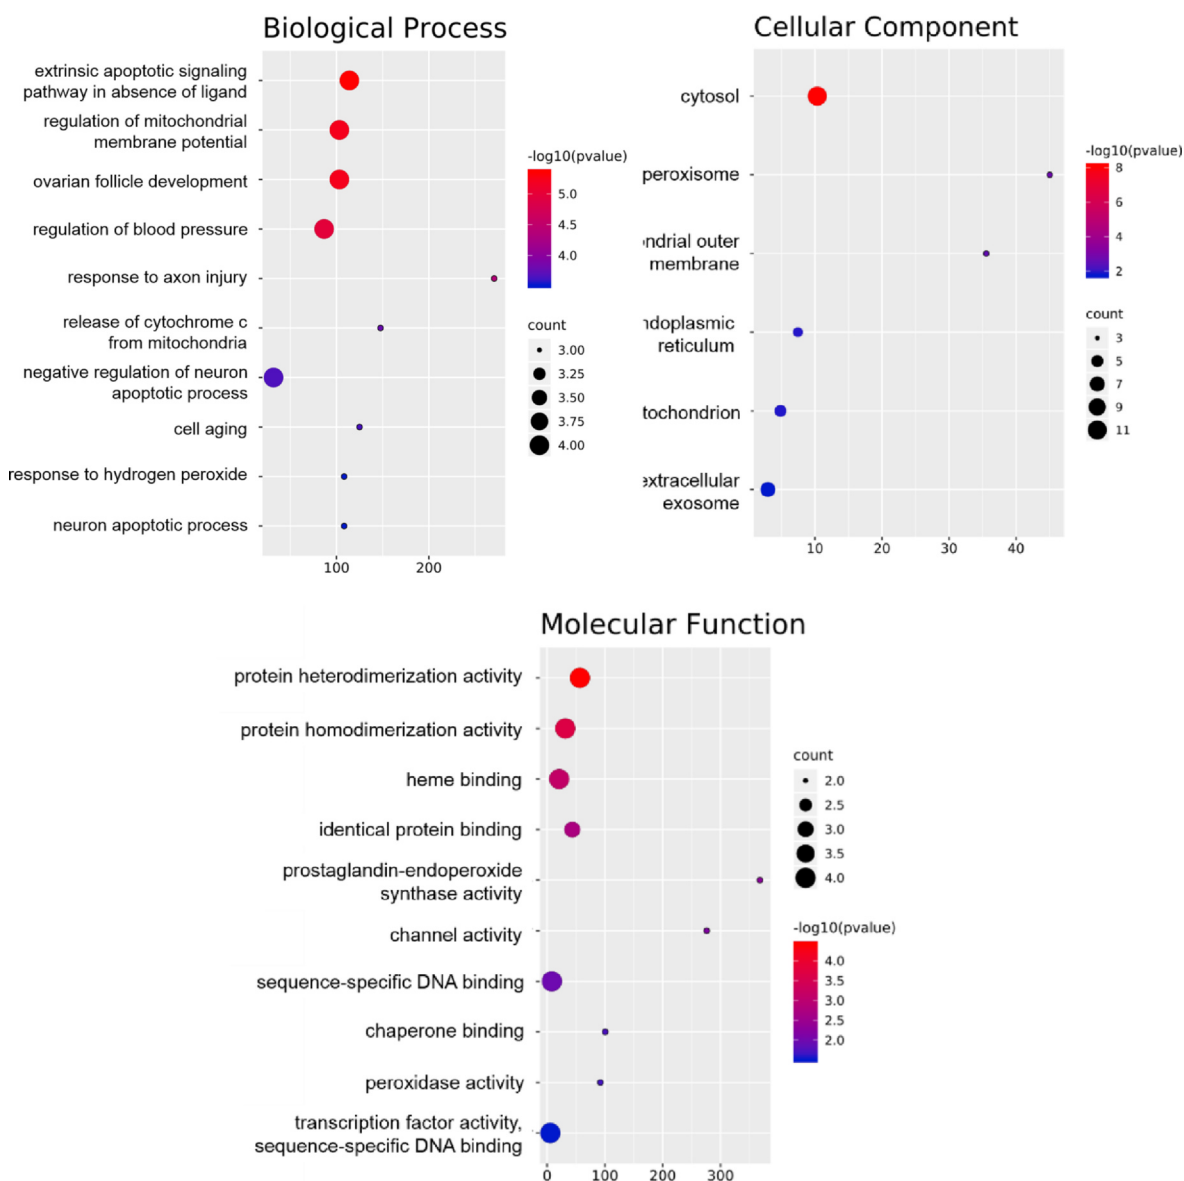 Biological Process
extrinsic apoptotic signaling
pathway in absence of ligand
regulation of mitochondrial
membrane potential
ovarian follicle development
regulation of blood pressure
response to axon injury
release of cytochrome c
from mitochondria
negative regulation of neuron
apoptotic process
cell aging
response to hydrogen peroxide
neuron apoptotic process
100 200
-log10(pvalue)
5.0
4.5
4.0
count
3.00
3.25
3.50
3.75
4.00
Cellular Component
cytosol
peroxisome
ndrial outer
membrane
ndoplasmic
reticulum
tochondrion
extracellular
exosome
10 20 30 40
-log10(pvalue)
8
6
4
2
count
3
5
7
9
11
Molecular Function
protein heterodimerization activity
protein homodimerization activity
heme binding
identical protein binding
prostaglandin-endoperoxide
synthase activity
channel activity
sequence-specific DNA binding
chaperone binding
peroxidase activity
transcription factor activity,
sequence-specific DNA binding
0 100 200 300
count
2.0
2.5
3.0
3.5
4.0
-log10(pvalue)
4.0
3.5
3.0
2.5
2.0